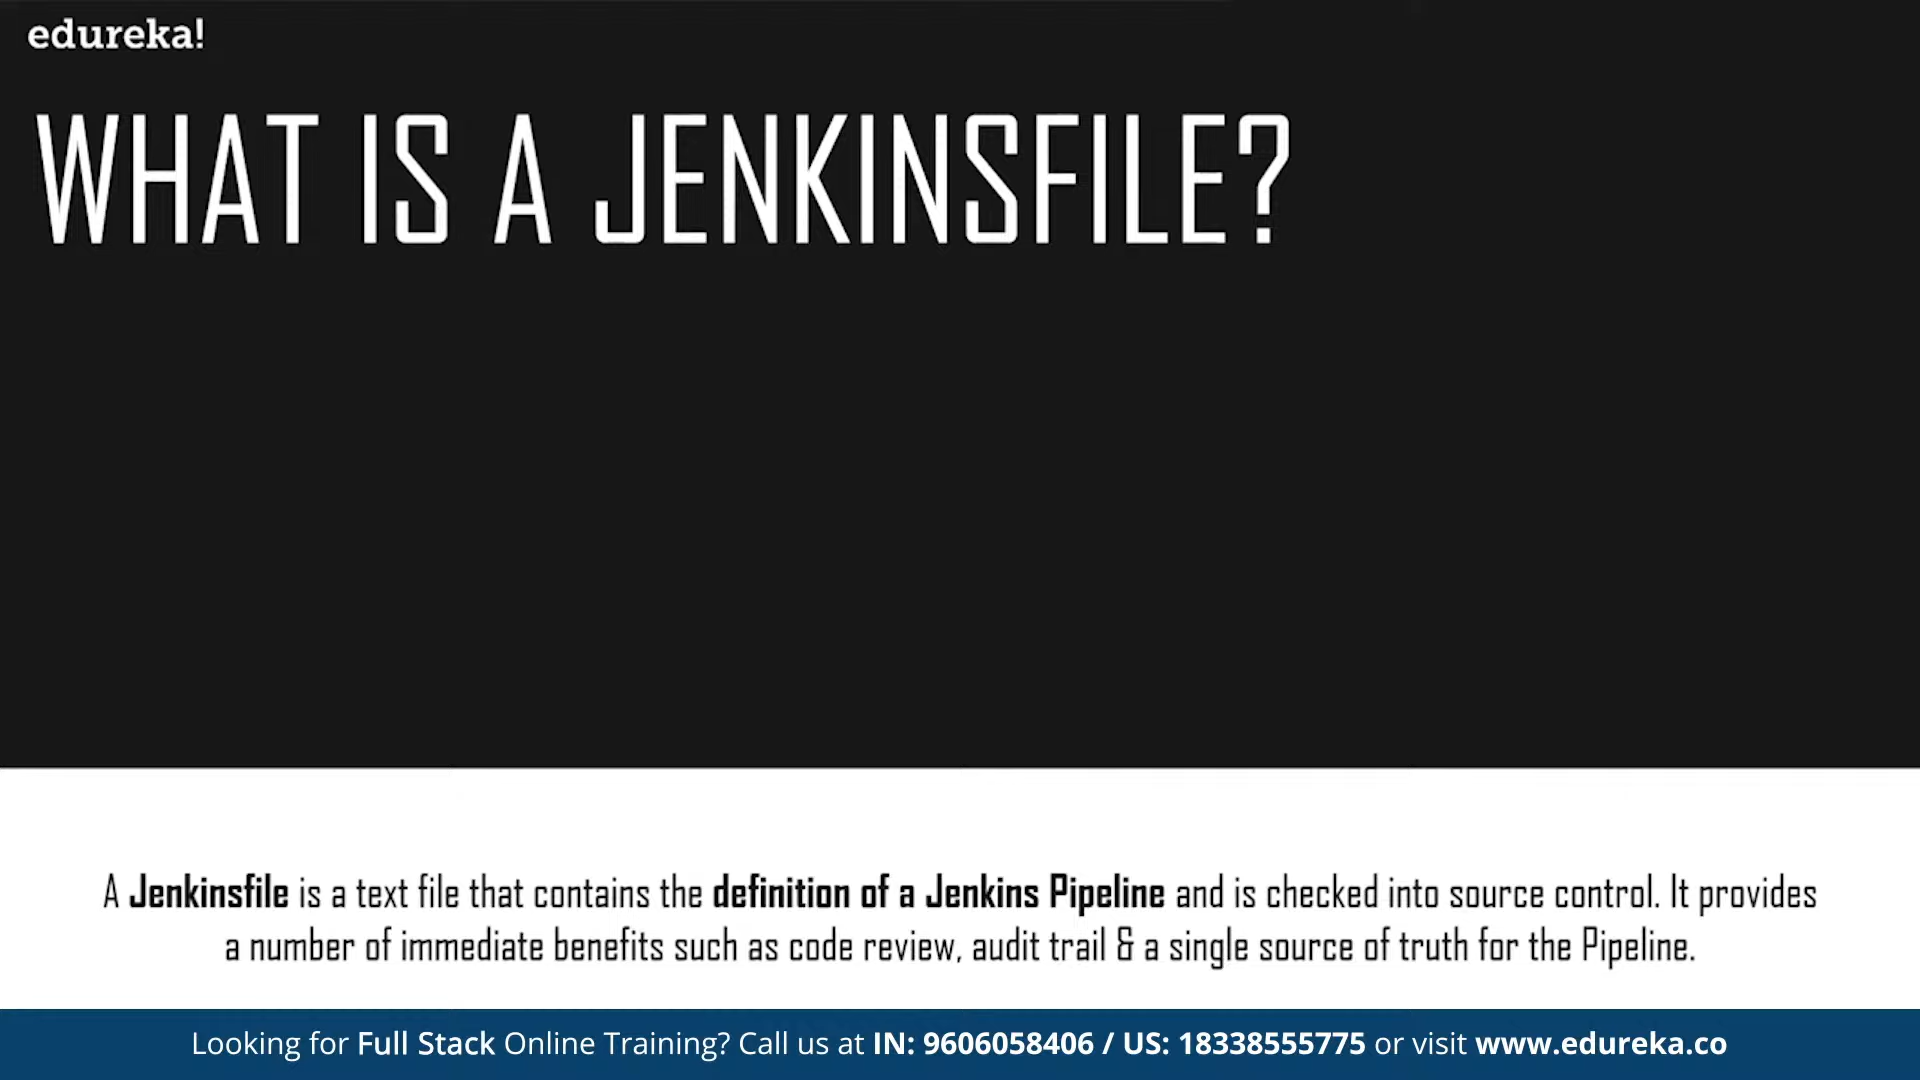 edureka!
WHAT IS A JENKINSFILE?
A Jenkinsfile is a text file that contains the definition of a Jenkins Pipeline and is checked into source control. It provides
a number of immediate benefits such as code review, audit trail & a single source of truth for the Pipeline.
Looking for Full Stack Online Training? Call us at IN: 9606058406 / US: 18338555775 or visit www.edureka.co